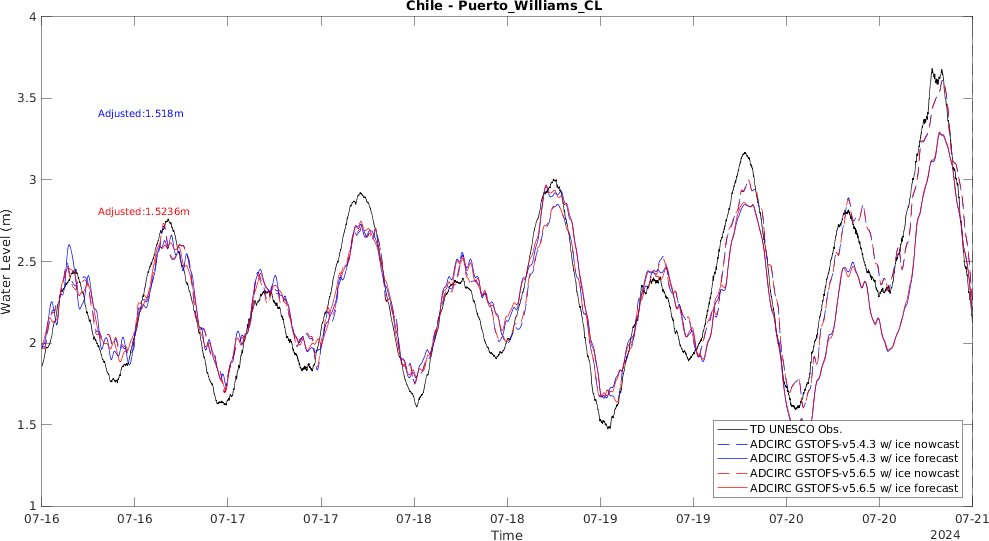 Chile - Puerto_Williams_CL
4
3.5
3
2.5
2
1.5
1
Water Level (m)
Adjusted:1.518m
Adjusted:1.5236m
TD UNESCO Obs.
ADCIRC GSTOFS-v5.4.3 w/ ice nowcast
ADCIRC GSTOFS-v5.4.3 w/ ice forecast
ADCIRC GSTOFS-v5.6.5 w/ ice nowcast
ADCIRC GSTOFS-v5.6.5 w/ ice forecast
07-16 07-16 07-17 07-17 07-18 07-18 07-19 07-19 07-20 07-20 07-21
Time
2024